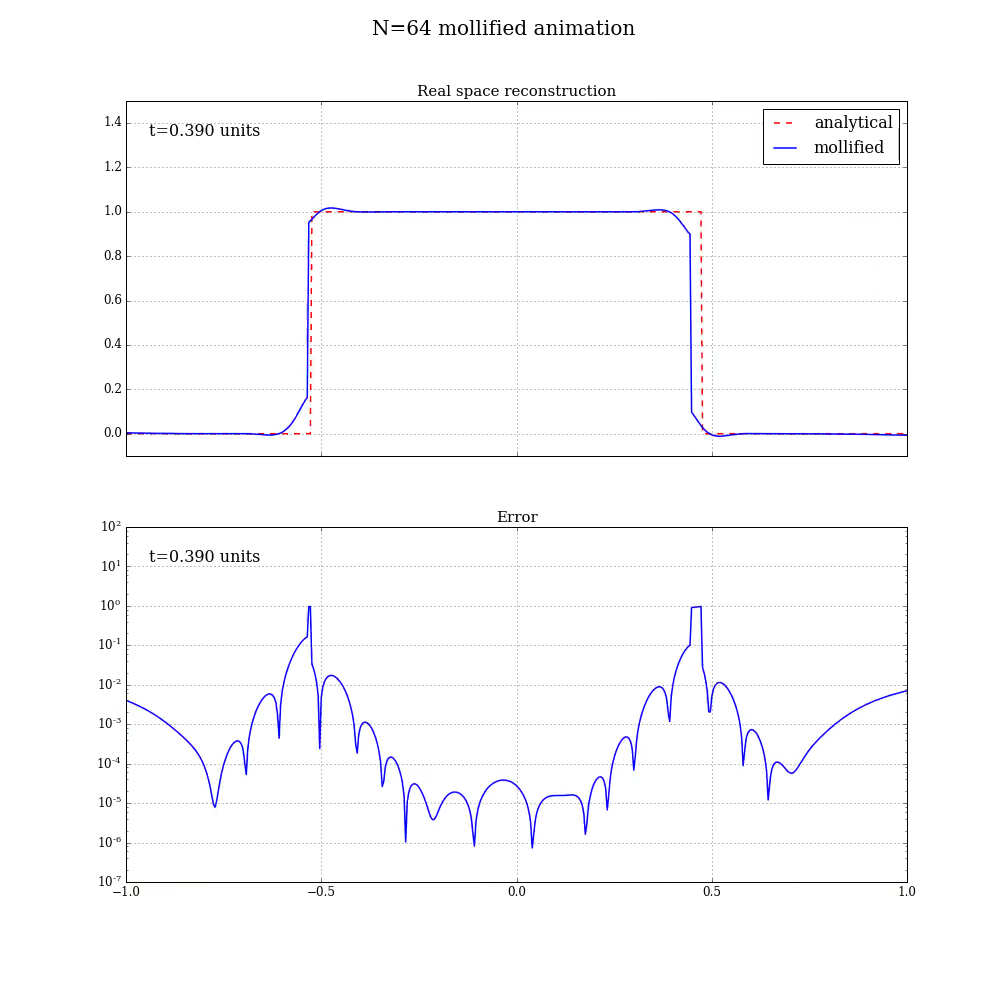 N=64 mollified animation
Real space reconstruction
t=0.390 units
analytical
mollified
1.4
1.2
1.0
0.8
0.6
0.4
0.2
0.0
Error
t=0.390 units
10²
10¹
10⁰
10⁻¹
10⁻²
10⁻³
10⁻⁴
10⁻⁵
10⁻⁶
10⁻⁷
−1.0 −0.5 0.0 0.5 1.0